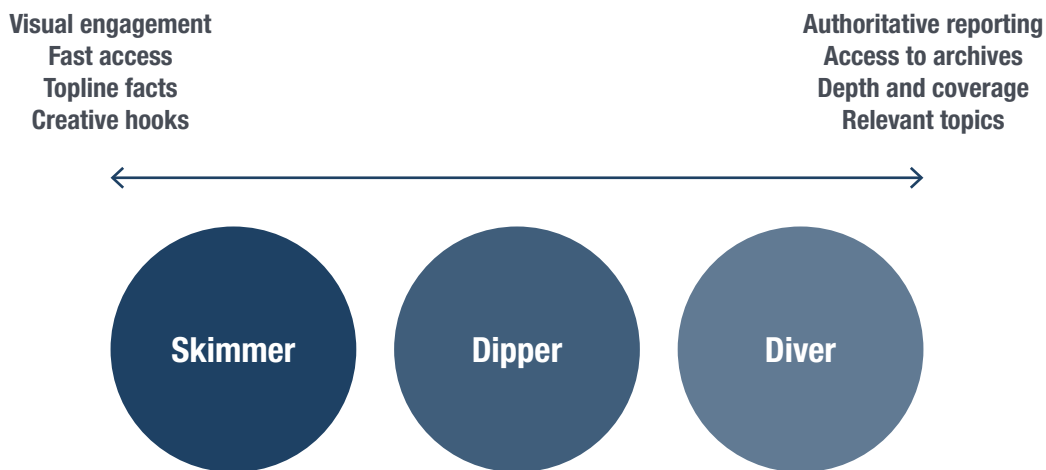 Visual engagement
Fast access
Topline facts
Creative hooks
Authoritative reporting
Access to archives
Depth and coverage
Relevant topics
Skimmer
Dipper
Diver